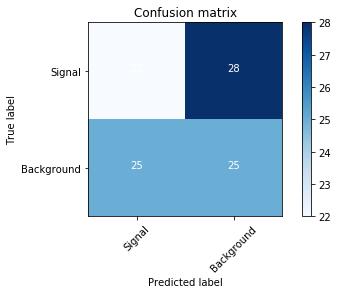 Confusion matrix
True label
Signal
Background
22
28
25
25
Signal
Background
Predicted label
28
27
26
25
24
23
22